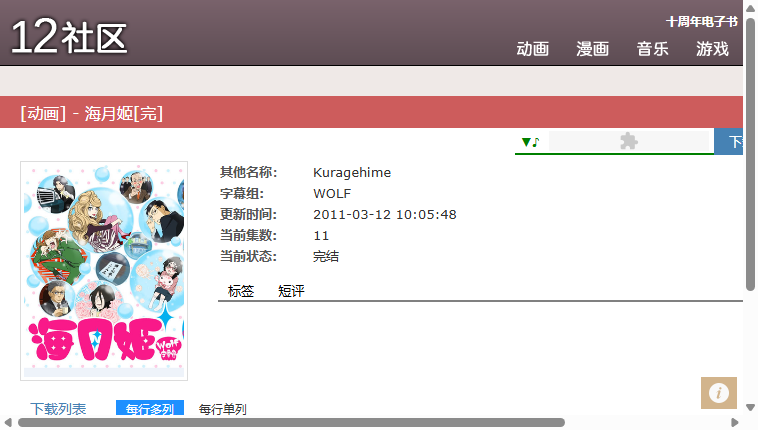 12社区
十周年电子书
动画 漫画 音乐 游戏
[动画] - 海月姬[完]
▼♪
其他名称: Kuragehime
字幕组: WOLF
更新时间: 2011-03-12 10:05:48
当前集数: 11
当前状态: 完结
标签 短评
海月姬
Wolf
下载列表 每行多列 每行单列